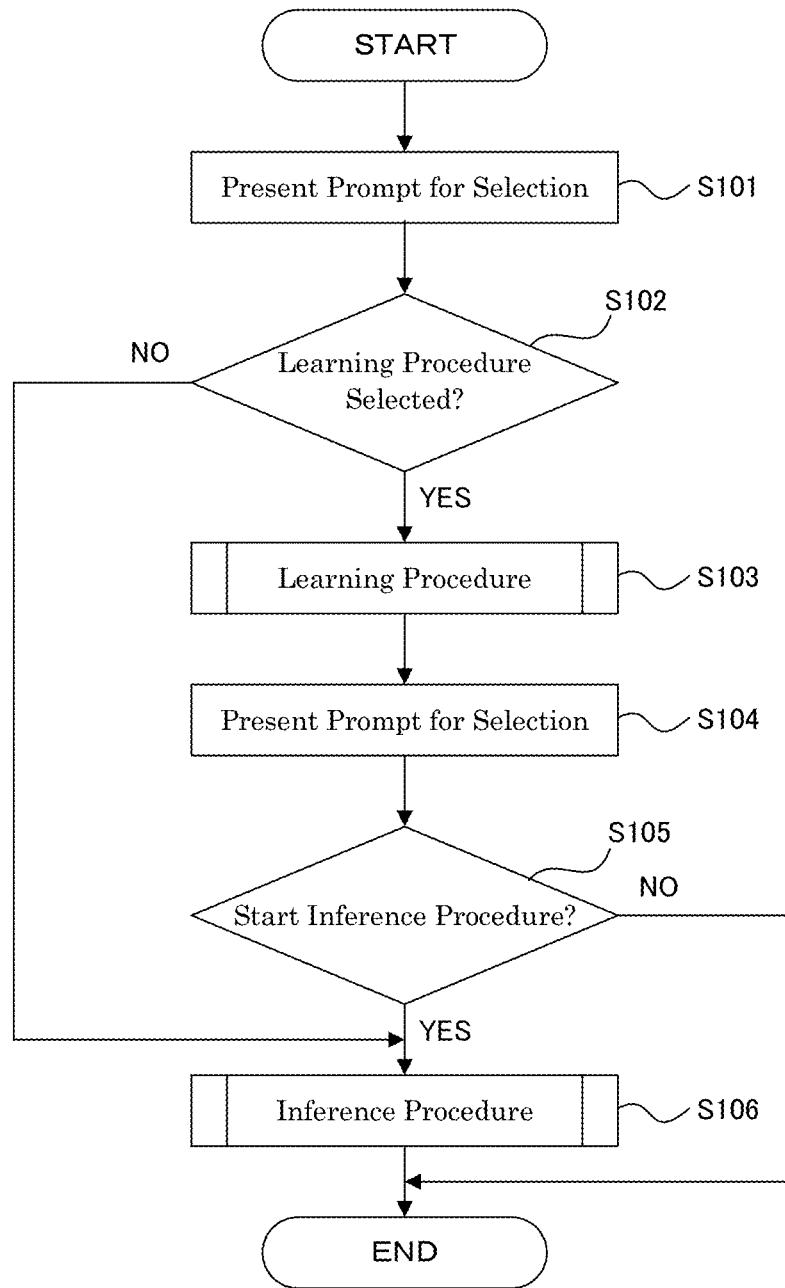 START
Present Prompt for Selection
S101
S102
NO
Learning Procedure
Selected?
YES
Learning Procedure
S103
Present Prompt for Selection
S104
S105
NO
Start Inference Procedure?
YES
Inference Procedure
S106
END